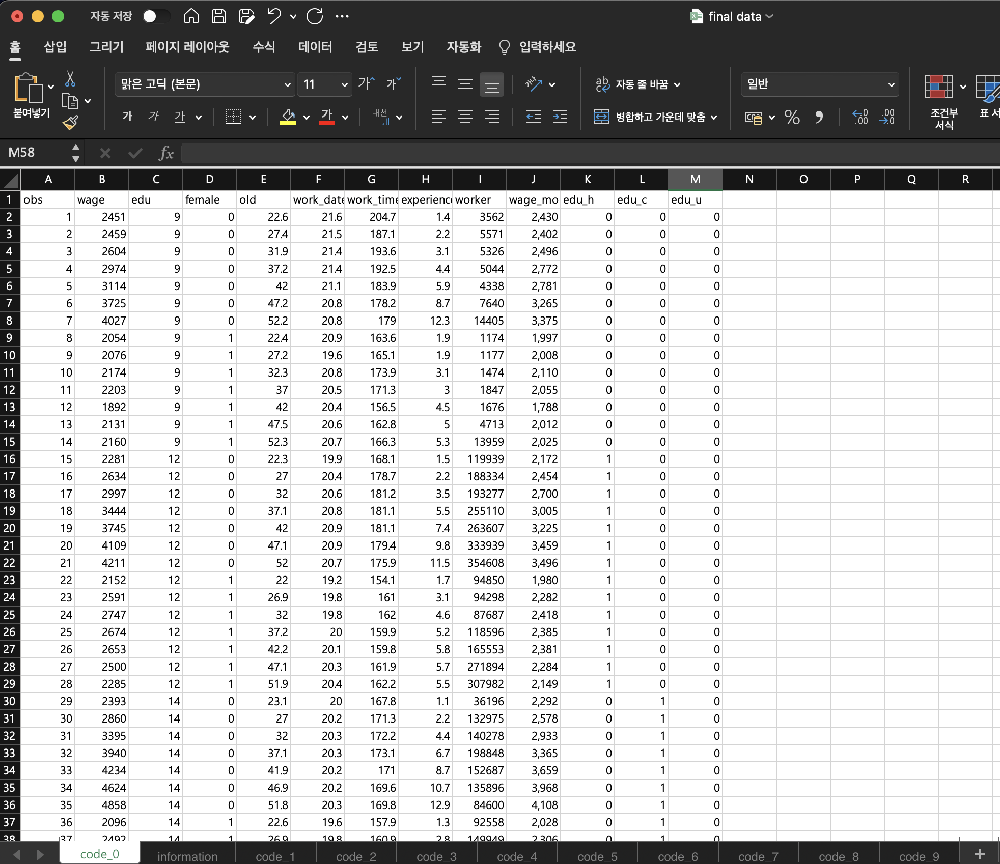 자동 저장 final data
홈 삽입 그리기 페이지 레이아웃 수식 데이터 검토 보기 자동화 입력하세요
맑은 고딕 (본문) 11 가^ 가ˇ 가나 ab c 자동 줄 바꿈 일반
붙여넣기 가 가 가 가 내천 川 병합하고 가운데 맞춤 % , .00 .00 조건부 서식 표 서
M58 fx
A B C D E F G H I J K L M N O P Q R
1 obs wage edu female old work_date work_time experience worker wage_mo edu_h edu_c edu_u
2 1 2451 9 0 22.6 21.6 204.7 1.4 3562 2,430 0 0 0
3 2 2459 9 0 27.4 21.5 187.1 2.2 5571 2,402 0 0 0
4 3 2604 9 0 31.9 21.4 193.6 3.1 5326 2,496 0 0 0
5 4 2974 9 0 37.2 21.4 192.5 4.4 5044 2,772 0 0 0
6 5 3114 9 0 42 21.1 183.9 5.9 4338 2,781 0 0 0
7 6 3725 9 0 47.2 20.8 178.2 8.7 7640 3,265 0 0 0
8 7 4027 9 0 52.2 20.8 179 12.3 14405 3,375 0 0 0
9 8 2054 9 1 22.4 20.9 163.6 1.9 1174 1,997 0 0 0
10 9 2076 9 1 27.2 19.6 165.1 1.9 1177 2,008 0 0 0
11 10 2174 9 1 32.3 20.8 173.9 3.1 1474 2,110 0 0 0
12 11 2203 9 1 37 20.5 171.3 3 1847 2,055 0 0 0
13 12 1892 9 1 42 20.4 156.5 4.5 1676 1,788 0 0 0
14 13 2131 9 1 47.5 20.6 162.8 5 4713 2,012 0 0 0
15 14 2160 9 1 52.3 20.7 166.3 5.3 13959 2,025 0 0 0
16 15 2281 12 0 22.3 19.9 168.1 1.5 119939 2,172 1 0 0
17 16 2634 12 0 27 20.4 178.7 2.2 188334 2,454 1 0 0
18 17 2997 12 0 32 20.6 181.2 3.5 193277 2,700 1 0 0
19 18 3444 12 0 37.1 20.8 181.1 5.5 255110 3,005 1 0 0
20 19 3745 12 0 42 20.9 181.1 7.4 263607 3,225 1 0 0
21 20 4109 12 0 47.1 20.9 179.4 9.8 333939 3,459 1 0 0
22 21 4211 12 0 52 20.7 175.9 11.5 354608 3,496 1 0 0
23 22 2152 12 1 22 19.2 154.1 1.7 94850 1,980 1 0 0
24 23 2591 12 1 26.9 19.8 161 3.1 94298 2,282 1 0 0
25 24 2747 12 1 32 19.8 162 4.6 87687 2,418 1 0 0
26 25 2674 12 1 37.2 20 159.9 5.2 118596 2,385 1 0 0
27 26 2653 12 1 42.2 20.1 159.8 5.8 165553 2,381 1 0 0
28 27 2500 12 1 47.1 20.3 161.9 5.7 271894 2,284 1 0 0
29 28 2285 12 1 51.9 20.4 162.2 5.5 307982 2,149 1 0 0
30 29 2393 14 0 23.1 20 167.8 1.1 36196 2,292 0 1 0
31 30 2860 14 0 27 20.2 171.3 2.2 132975 2,578 0 1 0
32 31 3395 14 0 32 20.3 172.2 4.4 140278 2,933 0 1 0
33 32 3940 14 0 37.1 20.3 173.1 6.7 198848 3,365 0 1 0
34 33 4234 14 0 41.9 20.2 171 8.7 152687 3,659 0 1 0
35 34 4624 14 0 46.9 20.2 169.6 10.7 135896 3,968 0 1 0
36 35 4858 14 0 51.8 20.3 169.8 12.9 84600 4,108 0 1 0
37 36 2096 14 1 22.6 19.6 157.9 1.3 92558 2,028 0 1 0
38 37 2492 14 1 26.9 19.8 160.9 2.8 149949 2,306 0 1 0
code_0 information code_1 code_2 code_3 code_4 code_5 code_6 code_7 code_8 code_9 +